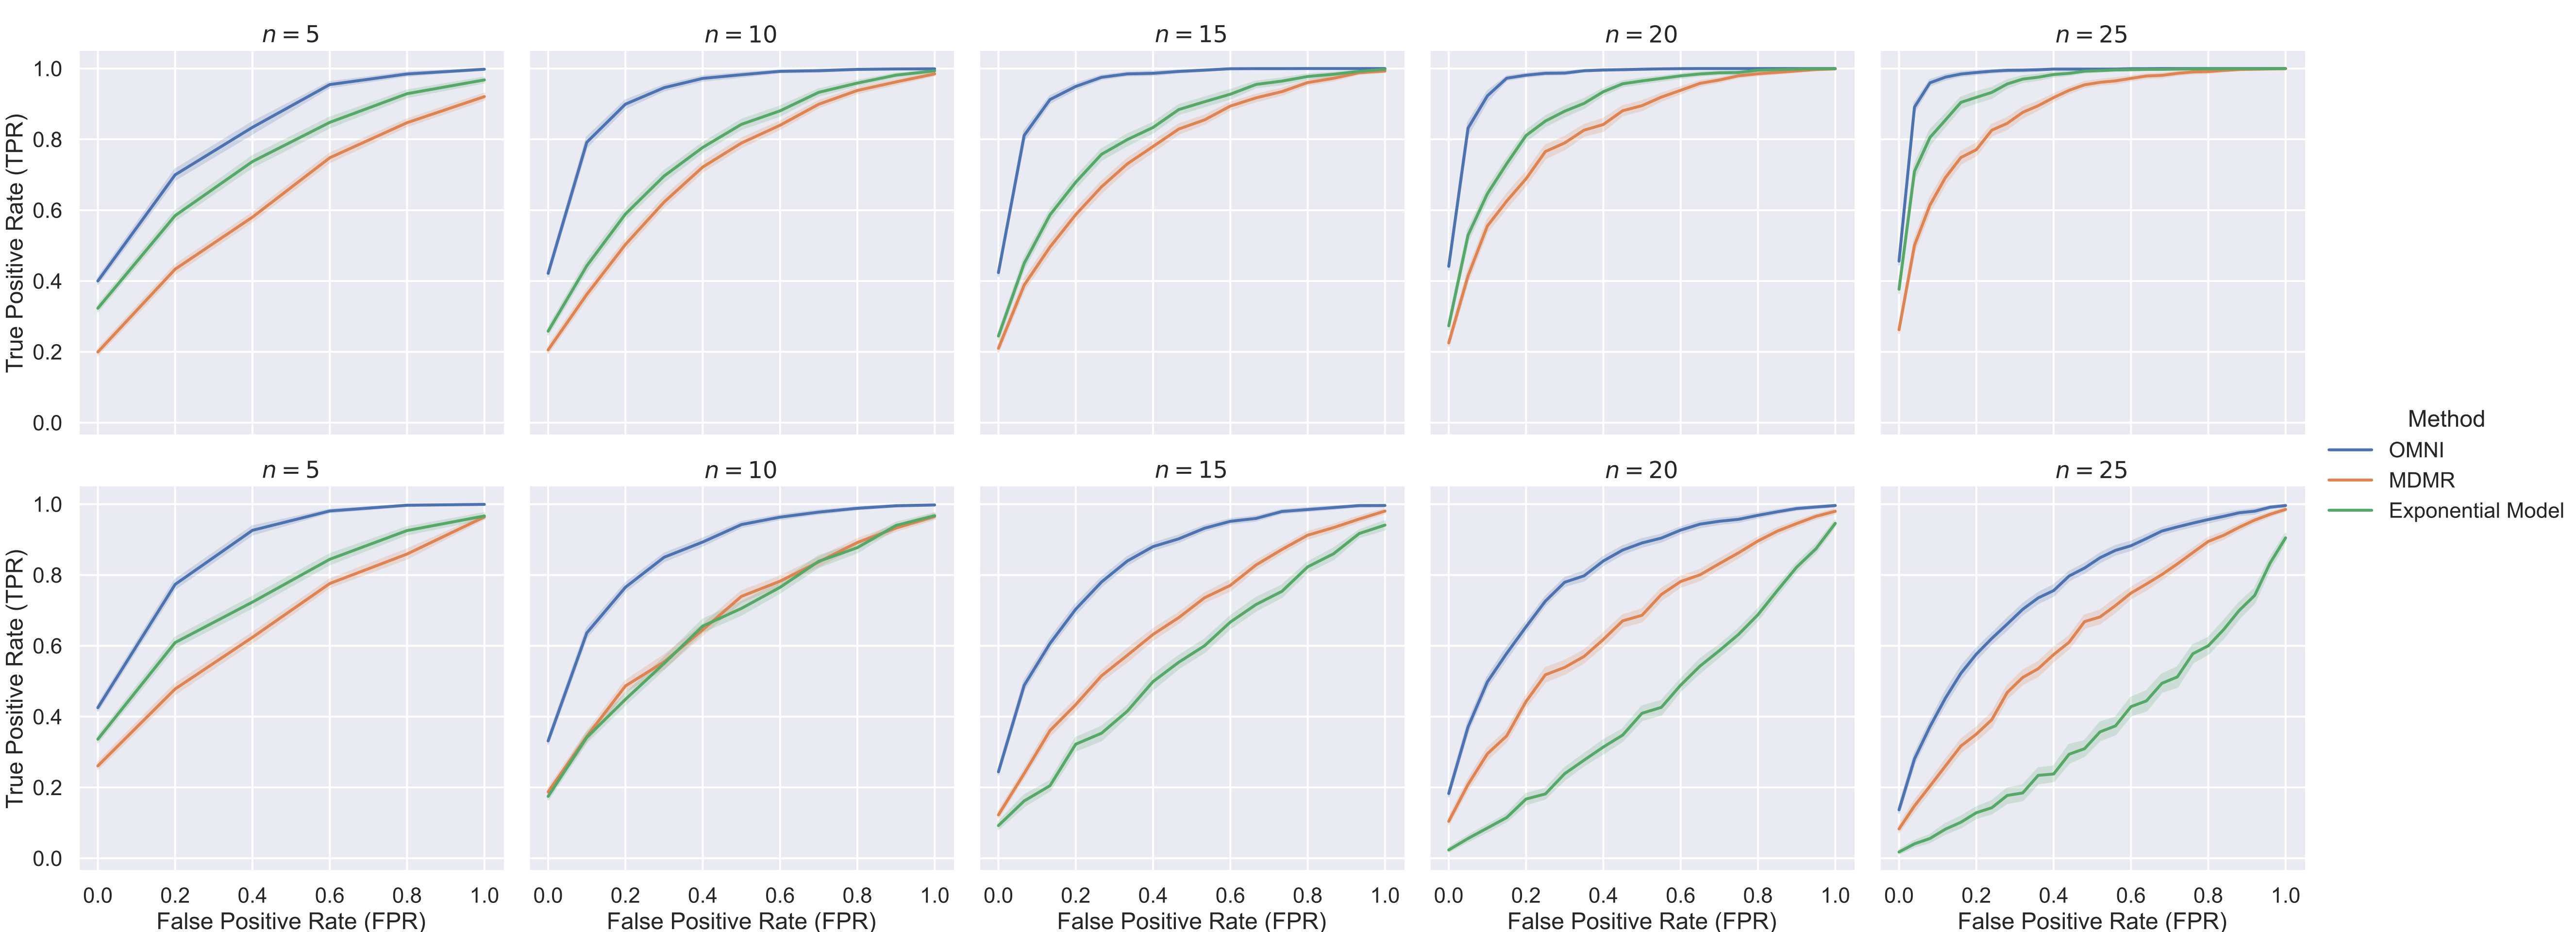 n = 5
n = 10
n = 15
n = 20
n = 25
True Positive Rate (TPR)
1.0
0.8
0.6
0.4
0.2
0.0
Method
OMNI
MDMR
Exponential Model
n = 5
n = 10
n = 15
n = 20
n = 25
True Positive Rate (TPR)
1.0
0.8
0.6
0.4
0.2
0.0
0.0 0.2 0.4 0.6 0.8 1.0
False Positive Rate (FPR)
0.0 0.2 0.4 0.6 0.8 1.0
False Positive Rate (FPR)
0.0 0.2 0.4 0.6 0.8 1.0
False Positive Rate (FPR)
0.0 0.2 0.4 0.6 0.8 1.0
False Positive Rate (FPR)
0.0 0.2 0.4 0.6 0.8 1.0
False Positive Rate (FPR)